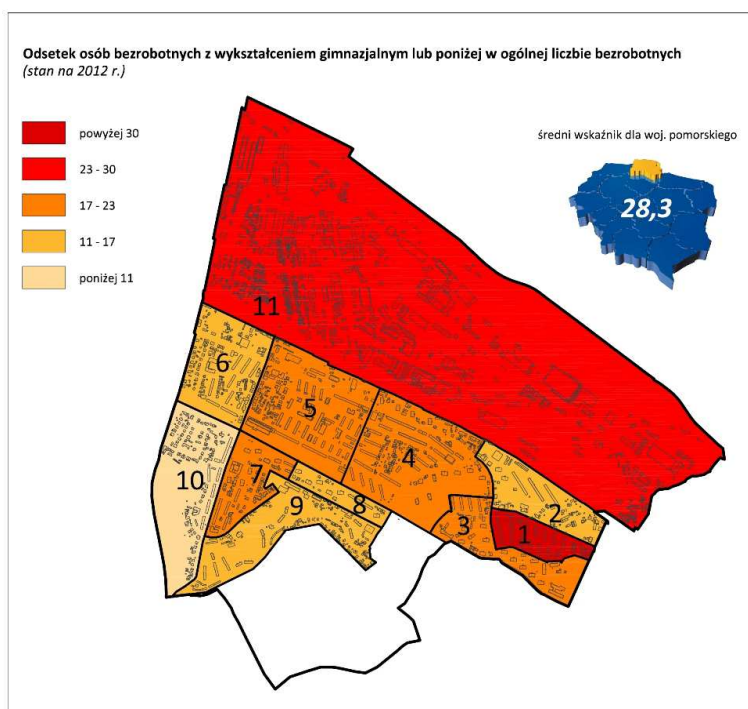 Odsetek osób bezrobotnych z wykształceniem gimnazjalnym lub poniżej w ogólnej liczbie bezrobotnych
(stan na 2012 r.)
powyżej 30
23 - 30
17 - 23
11 - 17
poniżej 11
średni wskaźnik dla woj. pomorskiego
28,3
11
6
5
4
10
7
9
8
3
2
1